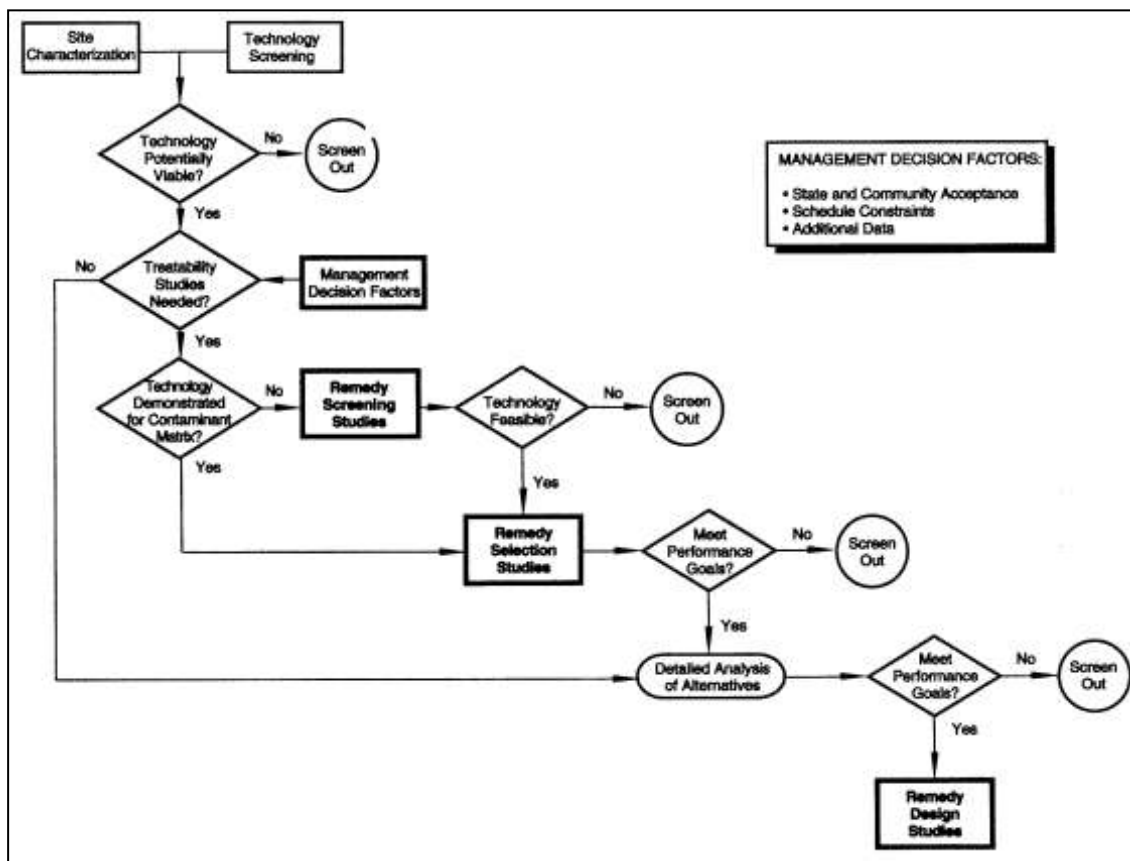 Site
Characterization
Technology
Screening
Technology
Potentially
Viable?
No
Screen
Out
MANAGEMENT DECISION FACTORS:
• State and Community Acceptance
• Schedule Constraints
• Additional Data
Yes
No
Treatability
Studies
Needed?
Management
Decision Factors
Yes
Technology
Demonstrated
for Contaminant
Matrix?
No
Remedy
Screening
Studies
Technology
Feasible?
No
Screen
Out
Yes
Yes
Remedy
Selection
Studies
Meet
Performance
Goals?
No
Screen
Out
Yes
Detailed Analysis
of Alternatives
Meet
Performance
Goals?
No
Screen
Out
Yes
Remedy
Design
Studies